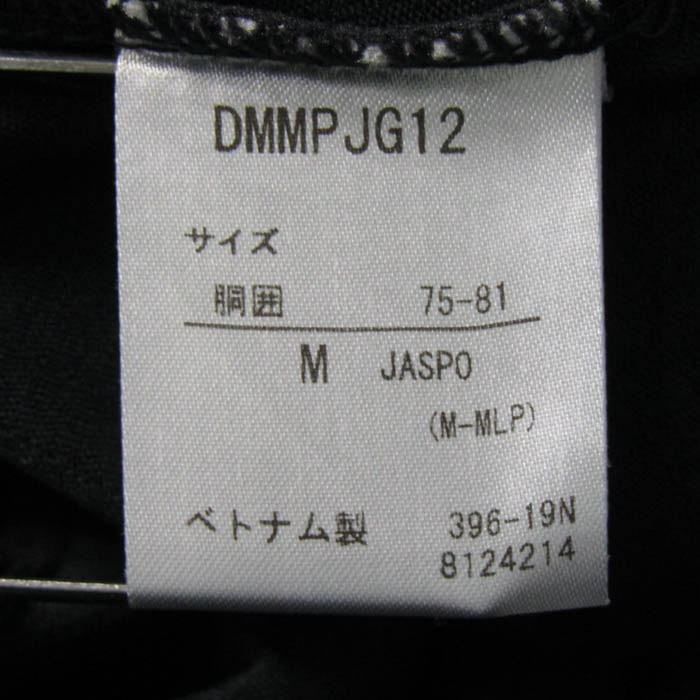 DMMPJG12
サイズ
胴囲 75-81
M JASPO
(M-MLP)
ベトナム製 396-19N
8124214